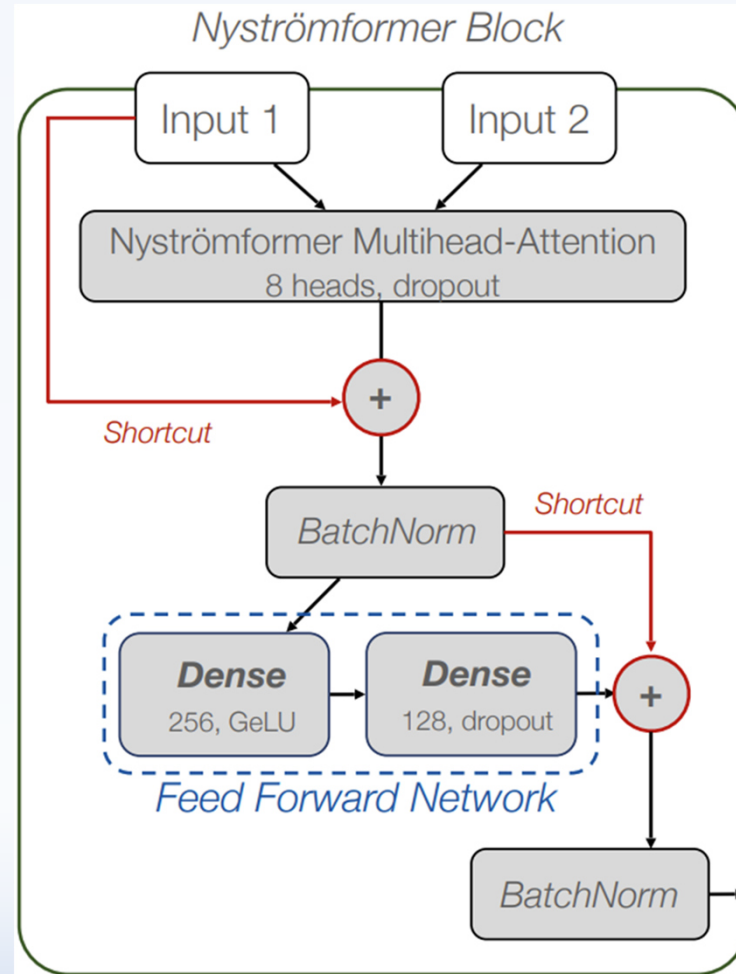 Nyströmformer Block
Input 1
Input 2
Nyströmformer Multihead-Attention
8 heads, dropout
+
Shortcut
BatchNorm
Shortcut
Dense
256, GeLU
Dense
128, dropout
+
Feed Forward Network
BatchNorm